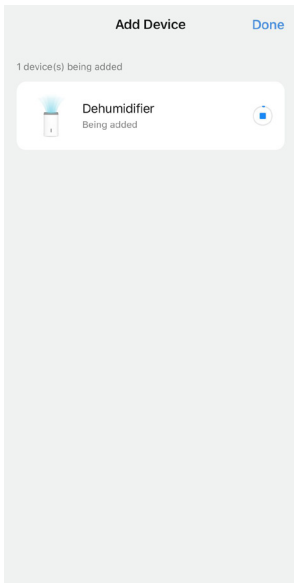 Add Device
Done
1 device(s) being added
Dehumidifier
Being added